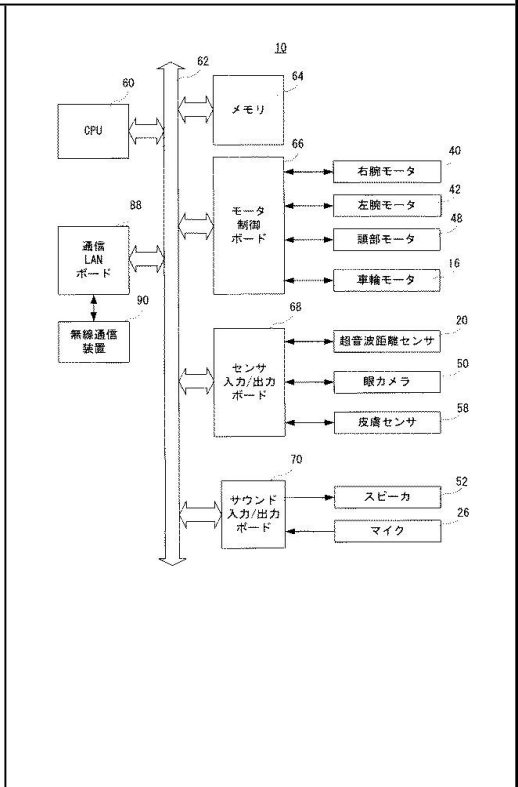 10
62
60
CPU
64
メモリ
66
モータ
制御
ボード
40
右腕モータ
42
左腕モータ
48
頭部モータ
16
車輪モータ
88
通信
LAN
ボード
90
無線通信
装置
68
センサ
入力/出力
ボード
20
超音波距離センサ
50
眼カメラ
58
皮膚センサ
70
サウンド
入力/出力
ボード
52
スピーカ
26
マイク